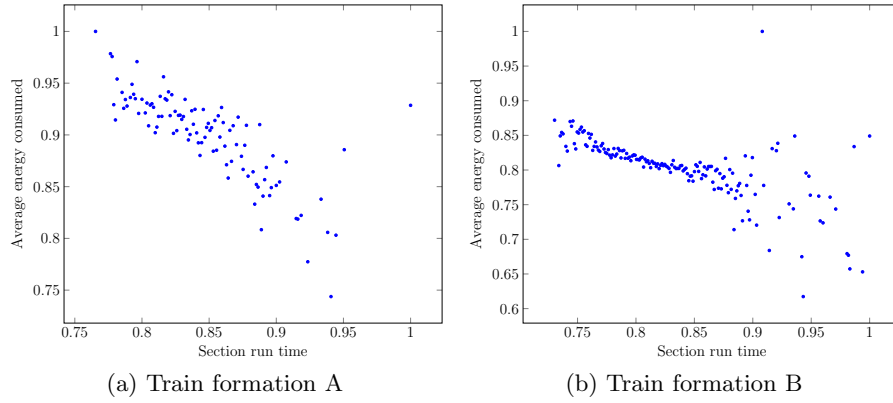 1
0.95
0.9
0.85
0.8
0.75
Average energy consumed
0.75 0.8 0.85 0.9 0.95 1
Section run time
(a) Train formation A
1
0.95
0.9
0.85
0.8
0.75
0.7
0.65
0.6
Average energy consumed
0.75 0.8 0.85 0.9 0.95 1
Section run time
(b) Train formation B